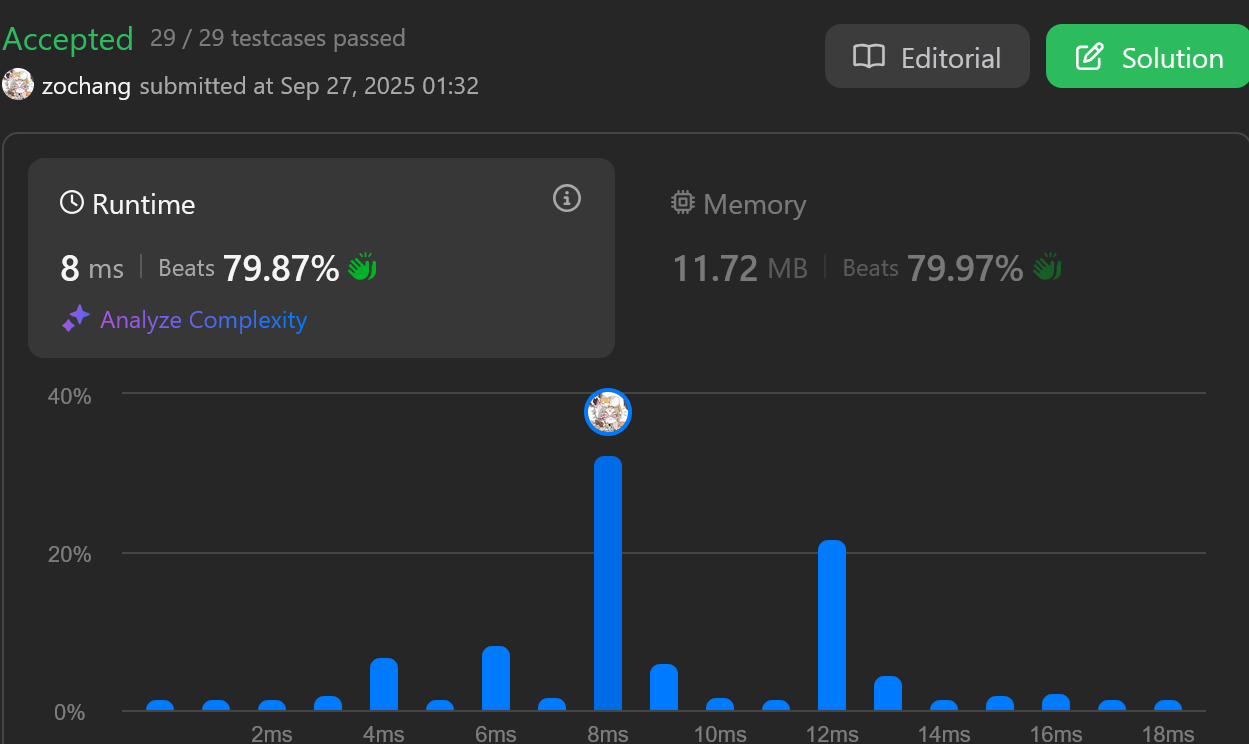 Accepted 29 / 29 testcases passed
zochang submitted at Sep 27, 2025 01:32
Editorial
Solution
Runtime
8 ms | Beats 79.87%
Analyze Complexity
Memory
11.72 MB | Beats 79.97%
40%
20%
0%
2ms 4ms 6ms 8ms 10ms 12ms 14ms 16ms 18ms